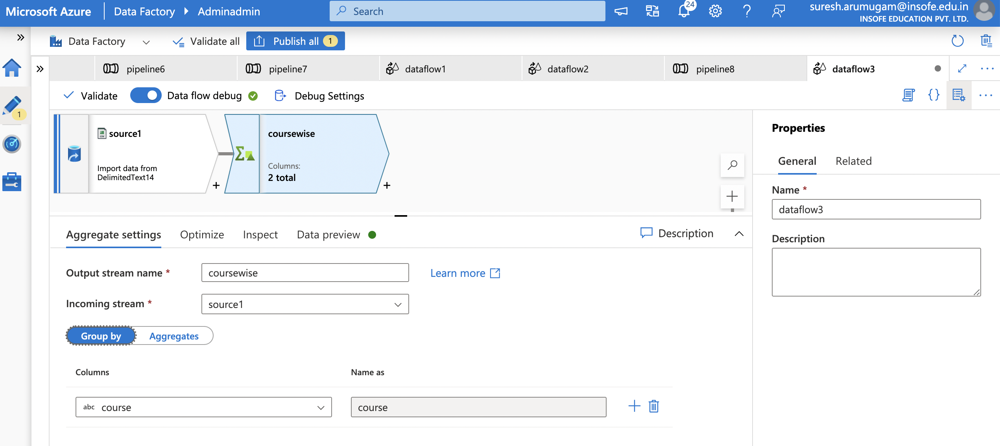 Microsoft Azure
Data Factory
Adminadmin
Search
24
suresh.arumugam@insofe.edu.in
INSOFE EDUCATION PVT. LTD.
Data Factory
Validate all
Publish all
1
1
pipeline6
pipeline7
dataflow1
dataflow2
pipeline8
dataflow3
Validate
Data flow debug
Debug Settings
source1
Import data from
DelimitedText14
+
coursewise
Columns:
2 total
+
Properties
General
Related
Name *
dataflow3
Description
Aggregate settings
Optimize
Inspect
Data preview
Description
Output stream name *
coursewise
Learn more
Incoming stream *
source1
Group by
Aggregates
Columns
Name as
abc course
course